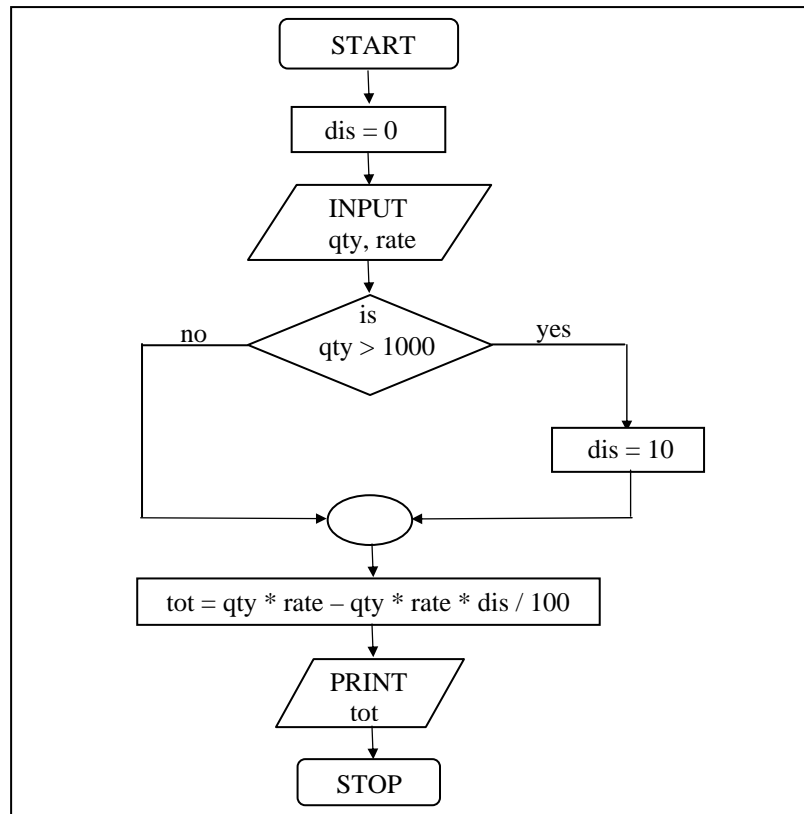 START
dis = 0
INPUT
qty, rate
is
qty > 1000
no
yes
dis = 10
tot = qty * rate – qty * rate * dis / 100
PRINT
tot
STOP